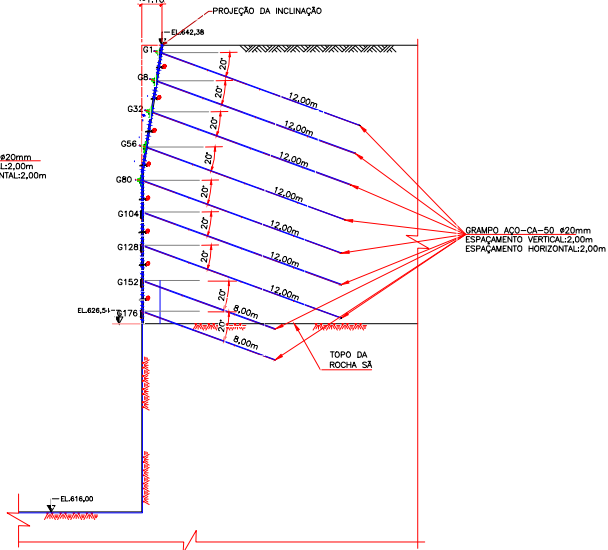 PROJEÇÃO DA INCLINAÇÃO
EL.642,38
G1
20°
12,00m
G8
20°
12,00m
G32
20°
12,00m
G56
20°
12,00m
ø20mm
L:2,00m
NTAL:2,00m
G80
20°
12,00m
G104
20°
12,00m
G128
20°
12,00m
GRAMPO AÇO-CA-50 ø20mm
ESPAÇAMENTO VERTICAL:2,00m
ESPAÇAMENTO HORIZONTAL:2,00m
G152
20°
8,00m
EL.626,51
G176
20°
8,00m
TOPO DA
ROCHA SÃ
EL.616,00